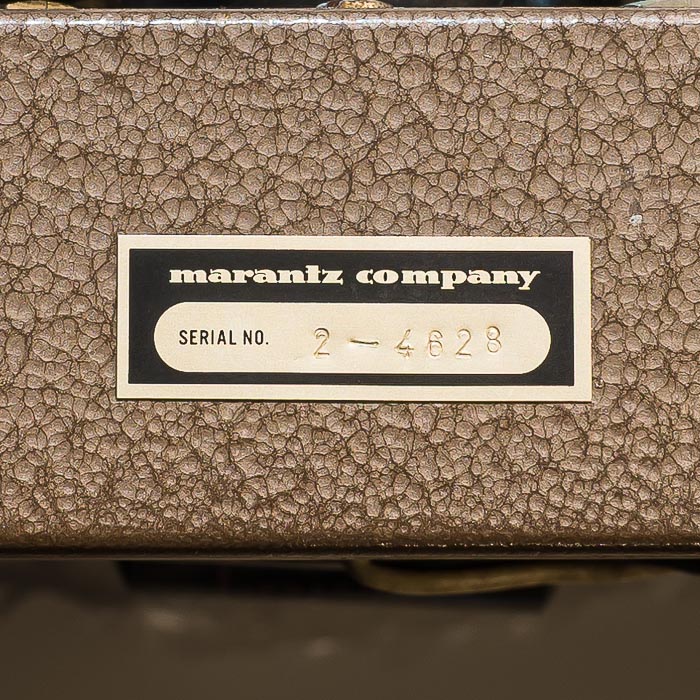 marantz company
SERIAL NO. 2 - 4628